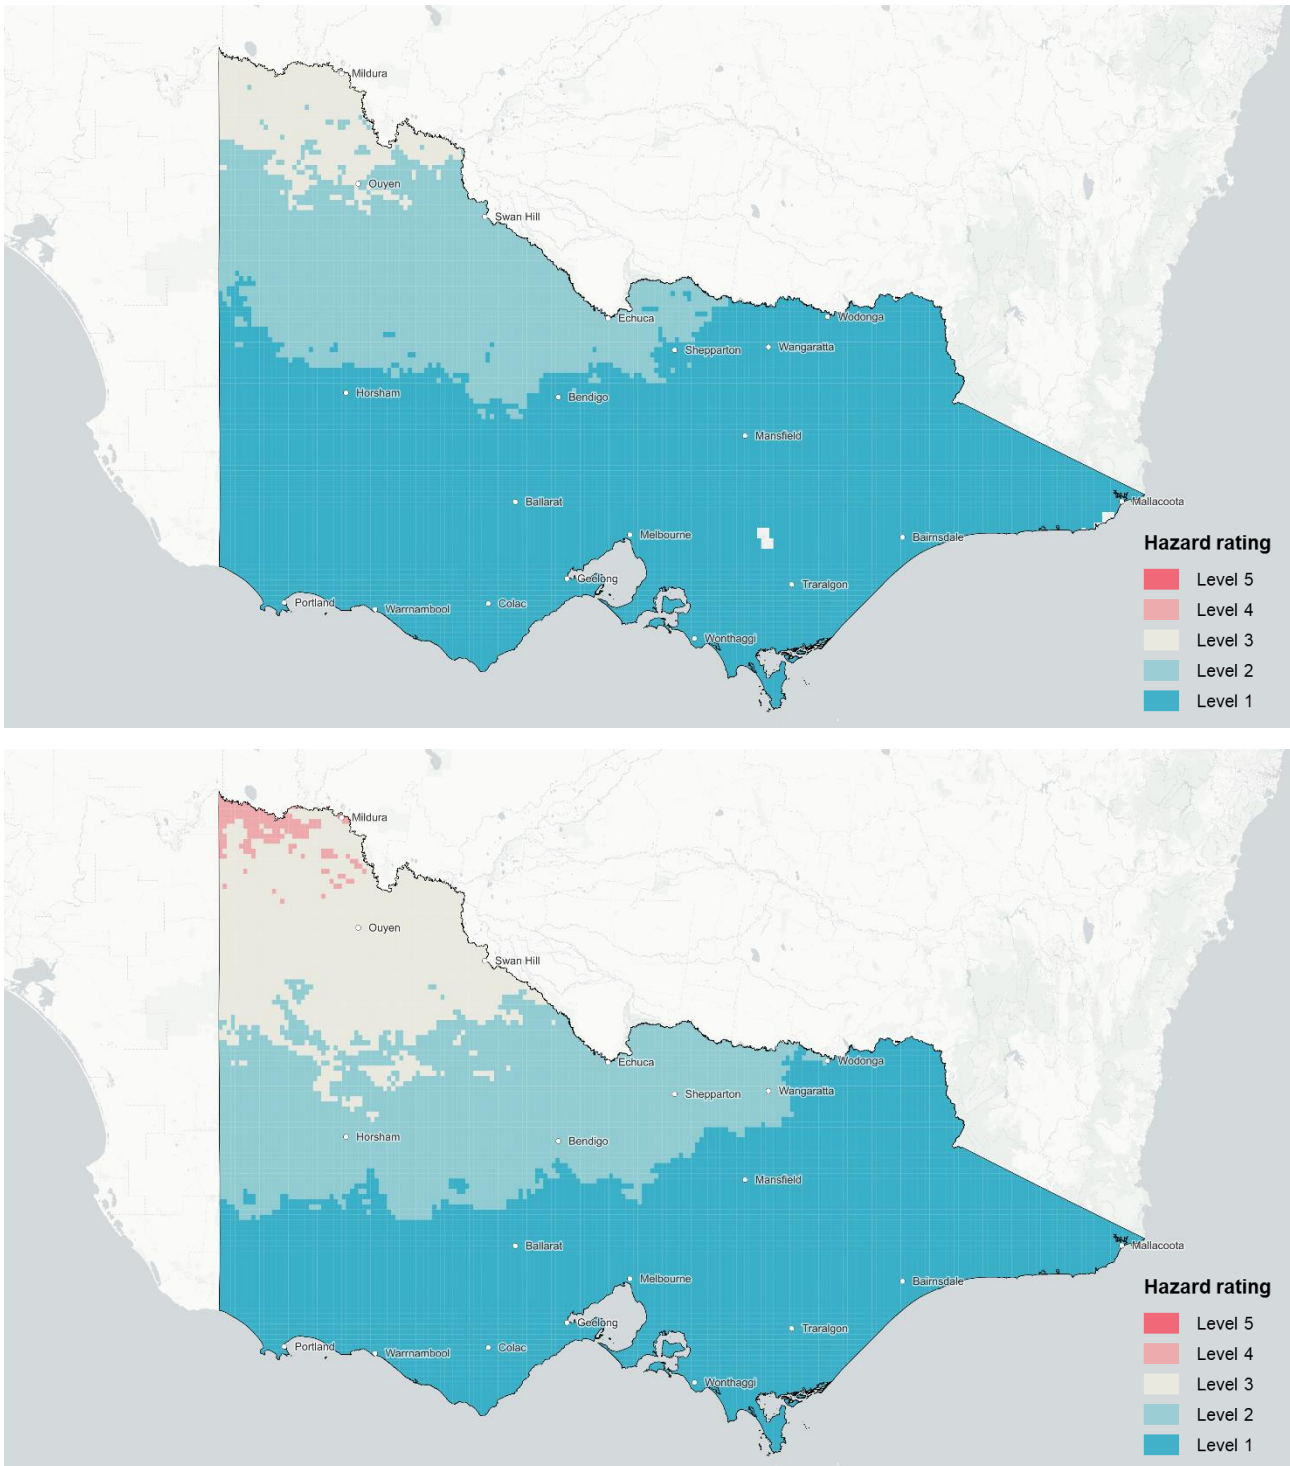 Mildura
Ouyen
Swan Hill
Echuca
Wodonga
Shepparton
Wangaratta
Horsham
Bendigo
Mansfield
Ballarat
Mallacoota
Melbourne
Bairnsdale
Geelong
Traralgon
Portland
Warrnambool
Colac
Wonthaggi
Hazard rating
Level 5
Level 4
Level 3
Level 2
Level 1
Mildura
Ouyen
Swan Hill
Echuca
Wodonga
Shepparton
Wangaratta
Horsham
Bendigo
Mansfield
Ballarat
Mallacoota
Melbourne
Bairnsdale
Geelong
Traralgon
Portland
Warrnambool
Colac
Wonthaggi
Hazard rating
Level 5
Level 4
Level 3
Level 2
Level 1